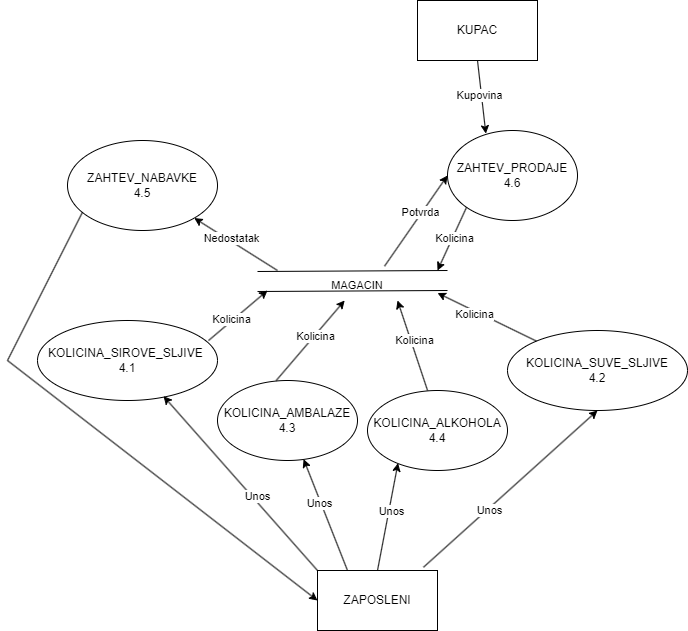 KUPAC
Kupovina
ZAHTEV_PRODAJE
4.6
ZAHTEV_NABAVKE
4.5
Potvrda
Kolicina
Nedostatak
MAGACIN
Kolicina
Kolicina
Kolicina
Kolicina
KOLICINA_SIROVE_SLJIVE
4.1
KOLICINA_SUVE_SLJIVE
4.2
KOLICINA_AMBALAZE
4.3
KOLICINA_ALKOHOLA
4.4
Unos
Unos
Unos
Unos
ZAPOSLENI